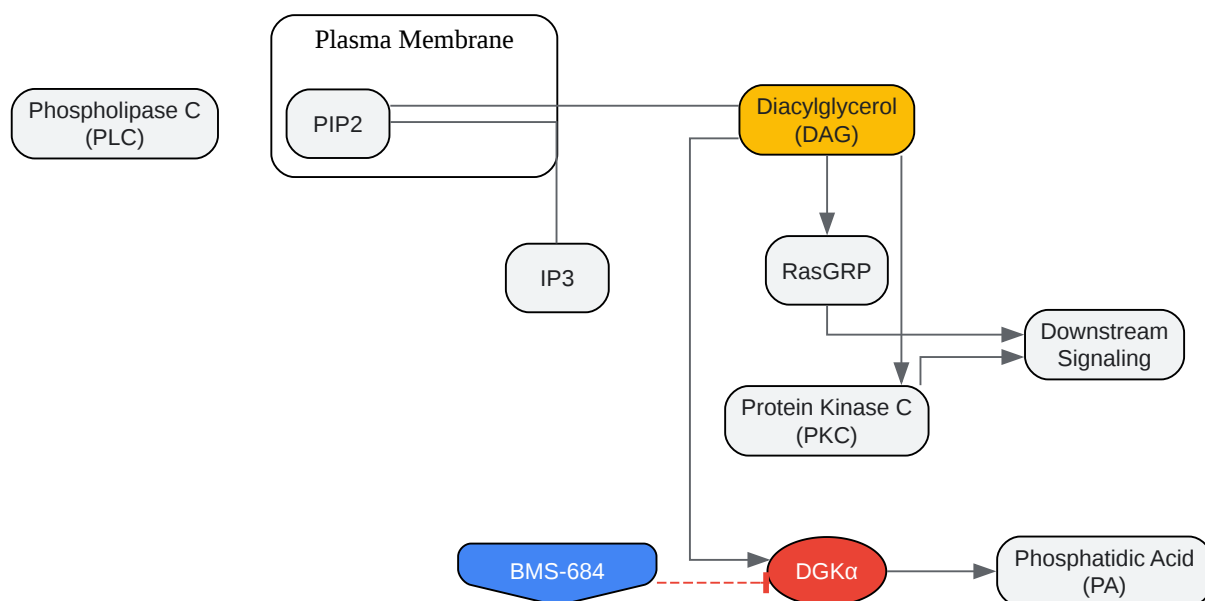 Plasma Membrane
Phospholipase C
(PLC)
PIP2
Diacylglycerol
(DAG)
IP3
RasGRP
Downstream
Signaling
Protein Kinase C
(PKC)
BMS-684
DGKα
Phosphatidic Acid
(PA)